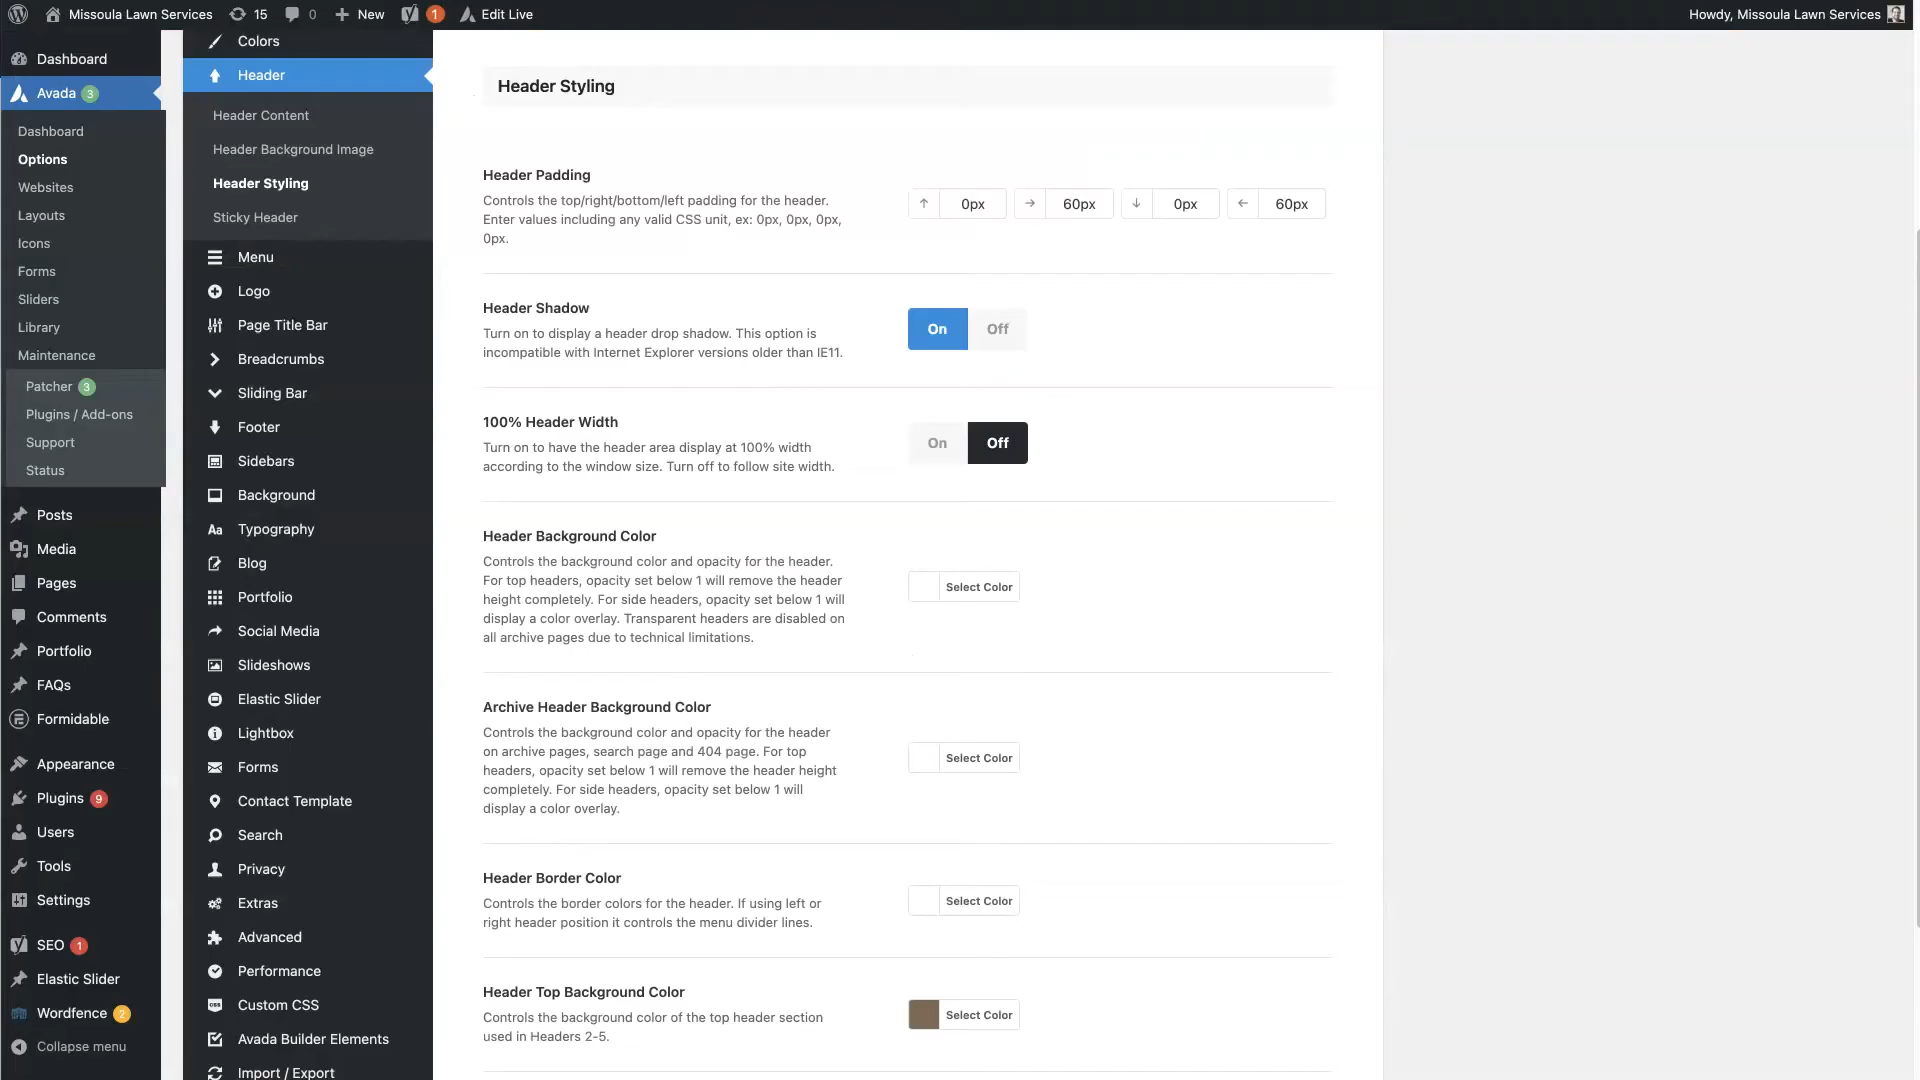 Missoula Lawn Services 15 0 New 1 Edit Live Howdy, Missoula Lawn Services
Dashboard
Avada 3
Dashboard
Options
Websites
Layouts
Icons
Forms
Sliders
Library
Maintenance
Patcher 3
Plugins / Add-ons
Support
Status
Posts
Media
Pages
Comments
Portfolio
FAQs
Formidable
Appearance
Plugins 9
Users
Tools
Settings
SEO 1
Elastic Slider
Wordfence 2
Collapse menu
Colors
Header
Header Content
Header Background Image
Header Styling
Sticky Header
Menu
Logo
Page Title Bar
Breadcrumbs
Sliding Bar
Footer
Sidebars
Background
Aa Typography
Blog
Portfolio
Social Media
Slideshows
Elastic Slider
Lightbox
Forms
Contact Template
Search
Privacy
Extras
Advanced
Performance
CSS Custom CSS
Avada Builder Elements
Import / Export
Header Styling
Header Padding
Controls the top/right/bottom/left padding for the header.
Enter values including any valid CSS unit, ex: 0px, 0px, 0px,
0px.
0px 60px 0px 60px
Header Shadow
Turn on to display a header drop shadow. This option is
incompatible with Internet Explorer versions older than IE11.
On Off
100% Header Width
Turn on to have the header area display at 100% width
according to the window size. Turn off to follow site width.
On Off
Header Background Color
Controls the background color and opacity for the header.
For top headers, opacity set below 1 will remove the header
height completely. For side headers, opacity set below 1 will
display a color overlay. Transparent headers are disabled on
all archive pages due to technical limitations.
Select Color
Archive Header Background Color
Controls the background color and opacity for the header
on archive pages, search page and 404 page. For top
headers, opacity set below 1 will remove the header height
completely. For side headers, opacity set below 1 will
display a color overlay.
Select Color
Header Border Color
Controls the border colors for the header. If using left or
right header position it controls the menu divider lines.
Select Color
Header Top Background Color
Controls the background color of the top header section
used in Headers 2-5.
Select Color